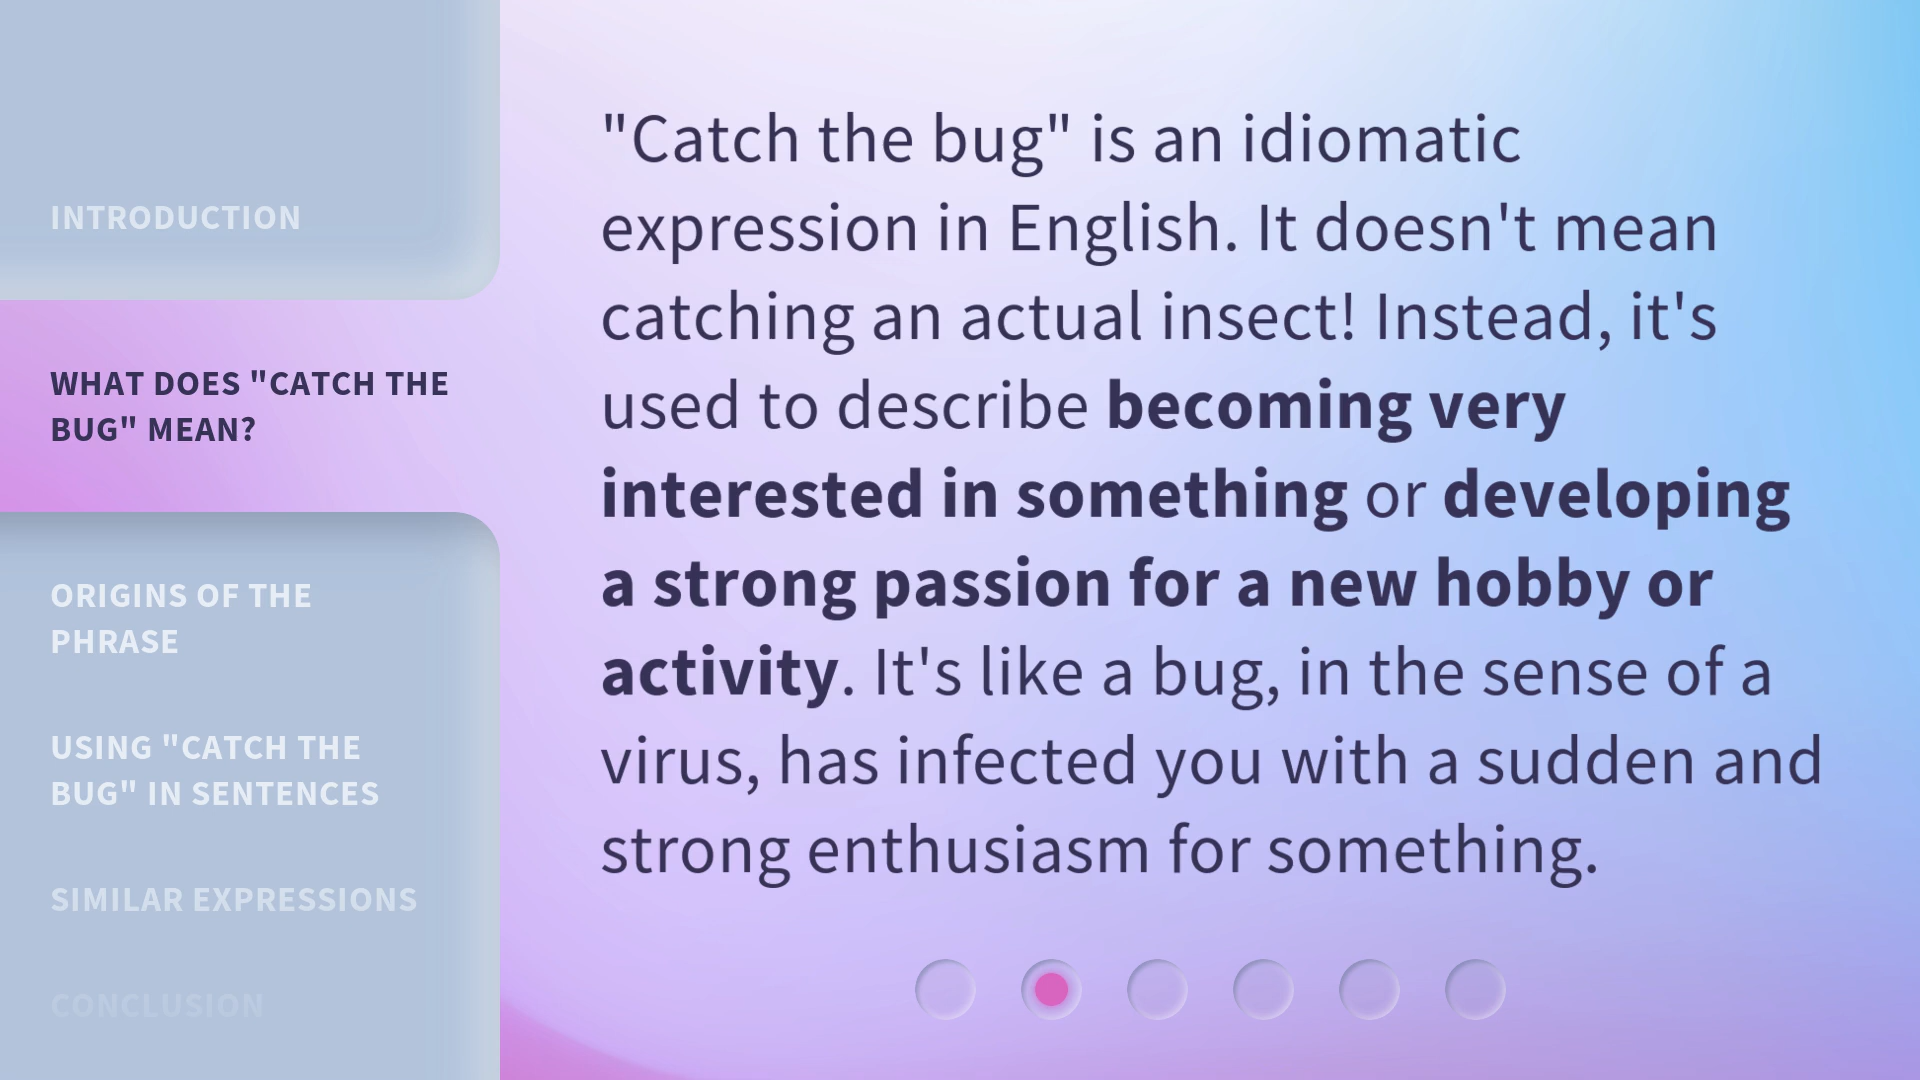 INTRODUCTION
WHAT DOES "CATCH THE
BUG" MEAN?
ORIGINS OF THE
PHRASE
USING "CATCH THE
BUG" IN SENTENCES
SIMILAR EXPRESSIONS
CONCLUSION
"Catch the bug" is an idiomatic
expression in English. It doesn't mean
catching an actual insect! Instead, it's
used to describe becoming very
interested in something or developing
a strong passion for a new hobby or
activity. It's like a bug, in the sense of a
virus, has infected you with a sudden and
strong enthusiasm for something.